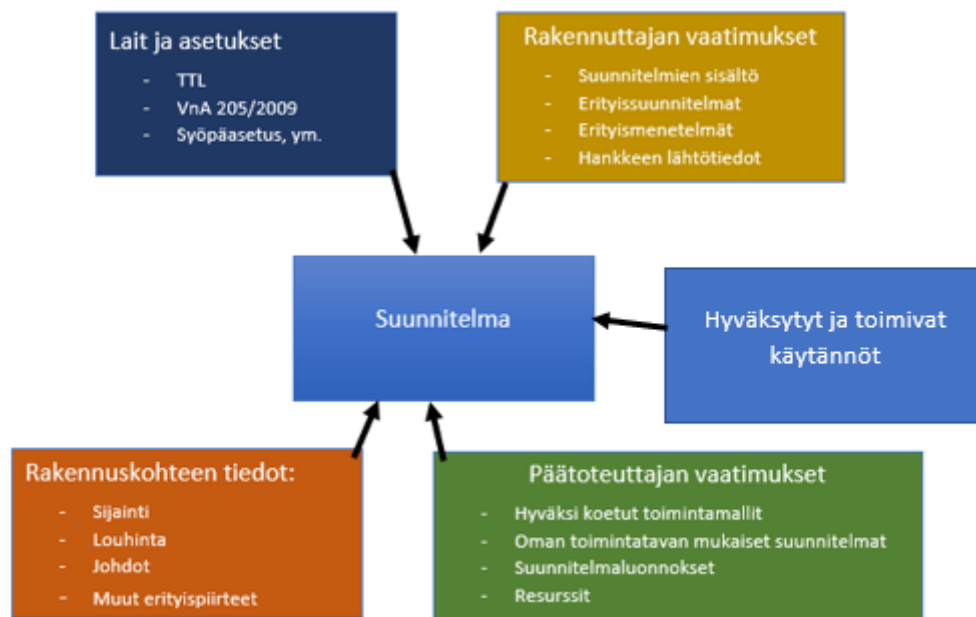 Lait ja asetukset
- TTL
- VnA 205/2009
- Syöpäasetus, ym.
Rakennuttajan vaatimukset
- Suunnitelmien sisältö
- Erityissuunnitelmat
- Erityismenetelmät
- Hankkeen lähtötiedot
Suunnitelma
Hyväksytyt ja toimivat
käytännöt
Rakennuskohteen tiedot:
- Sijainti
- Louhinta
- Johdot
- Muut erityispiirteet
Päätoteuttajan vaatimukset
- Hyväksi koetut toimintamallit
- Oman toimintatavan mukaiset suunnitelmat
- Suunnitelmaluonnokset
- Resurssit